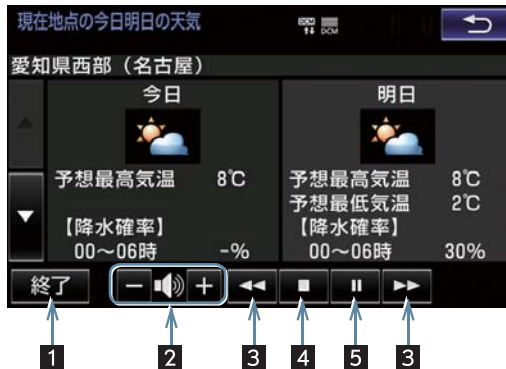 現在地点の今日明日の天気
DCM
DCM
愛知県西部（名古屋）
今日
予想最高気温 8℃
【降水確率】
00～06時 -%
明日
予想最高気温 8℃
予想最低気温 2℃
【降水確率】
00～06時 30%
終了 － ＋
1 2 3 4 5 3